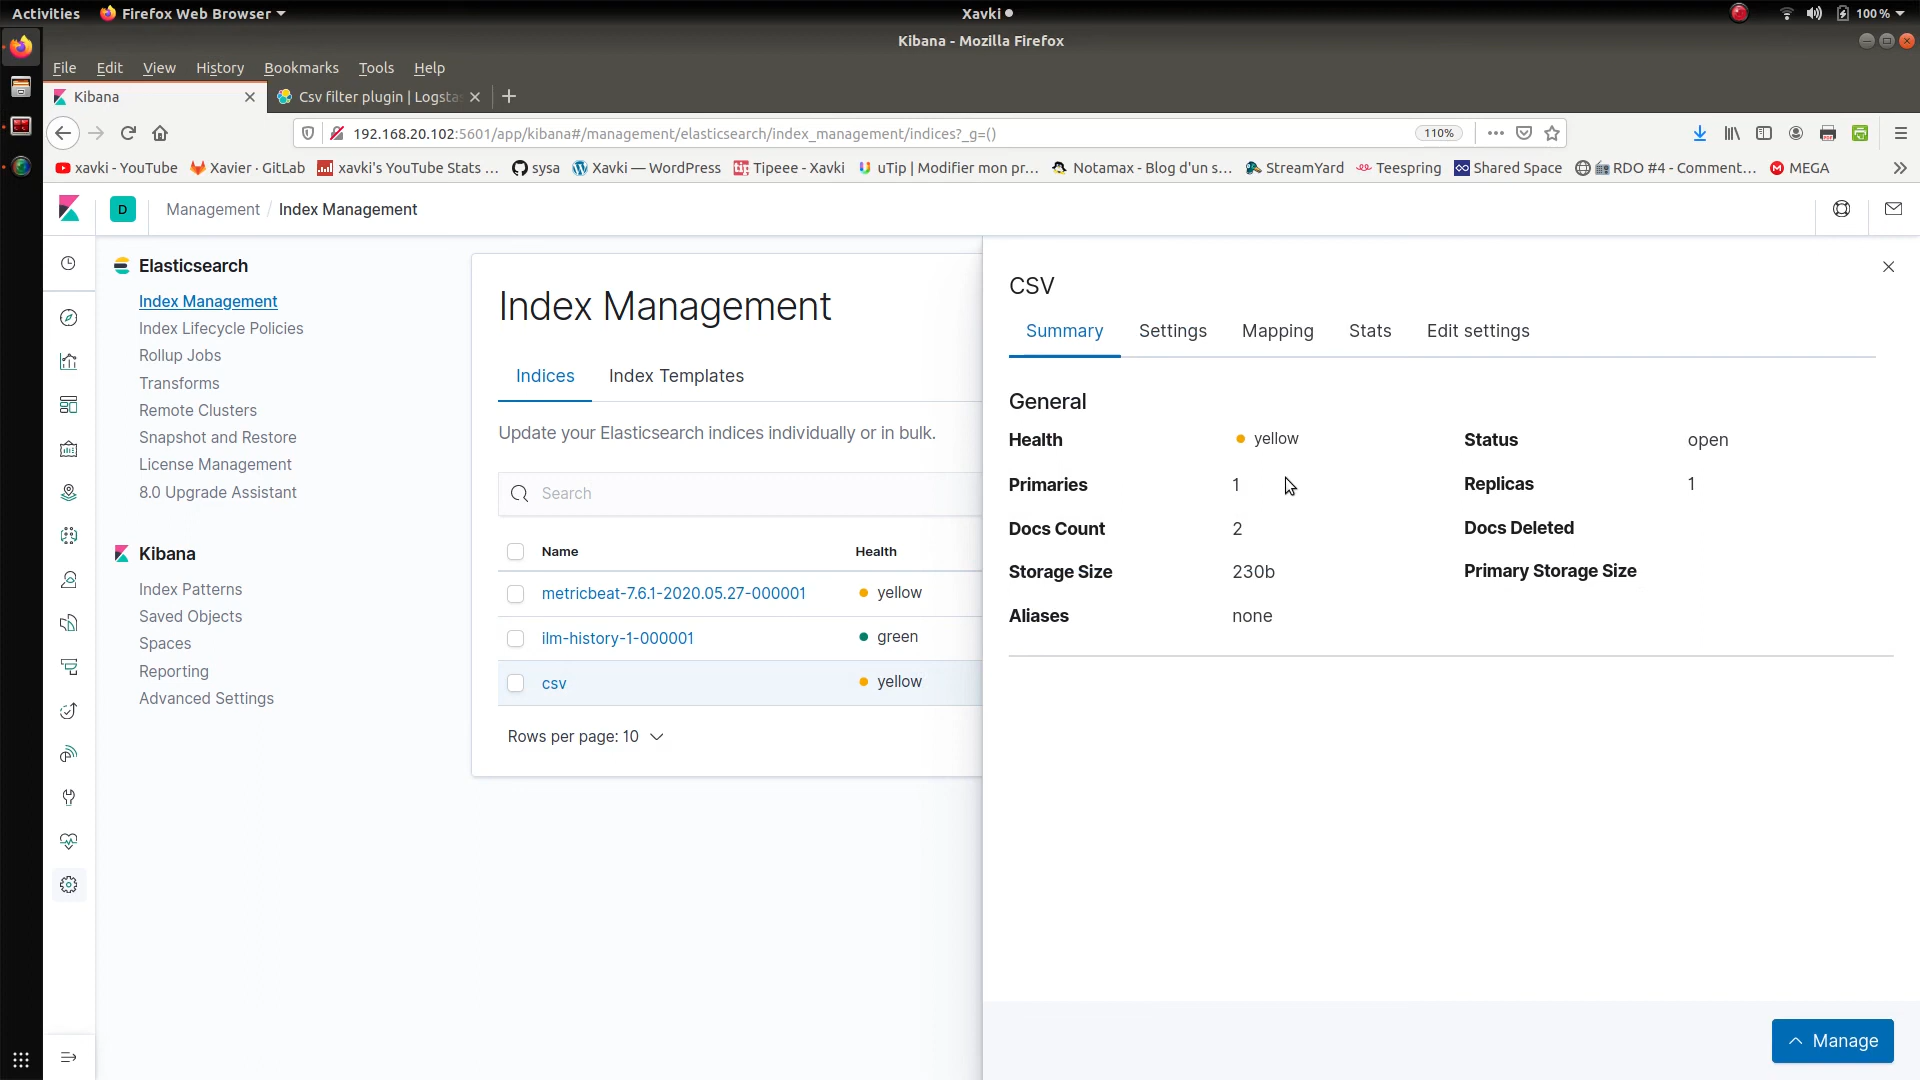 Activities Firefox Web Browser Xavki 100 %
Kibana - Mozilla Firefox
File Edit View History Bookmarks Tools Help
Kibana Csv filter plugin | Logsta
192.168.20.102:5601/app/kibana#/management/elasticsearch/index_management/indices?_g=() 110%
xavki - YouTube Xavier · GitLab xavki's YouTube Stats ... sysa Xavki — WordPress Tipeee - Xavki uTip | Modifier mon pr... Notamax - Blog d'un s... StreamYard Teespring Shared Space RDO #4 - Comment... MEGA
D Management / Index Management
Elasticsearch
Index Management
Index Lifecycle Policies
Rollup Jobs
Transforms
Remote Clusters
Snapshot and Restore
License Management
8.0 Upgrade Assistant
Kibana
Index Patterns
Saved Objects
Spaces
Reporting
Advanced Settings
Index Management
Indices Index Templates
Update your Elasticsearch indices individually or in bulk.
Search
Name Health
metricbeat-7.6.1-2020.05.27-000001 yellow
ilm-history-1-000001 green
csv yellow
Rows per page: 10
CSV
Summary Settings Mapping Stats Edit settings
General
Health yellow Status open
Primaries 1 Replicas 1
Docs Count 2 Docs Deleted
Storage Size 230b Primary Storage Size
Aliases none
Manage